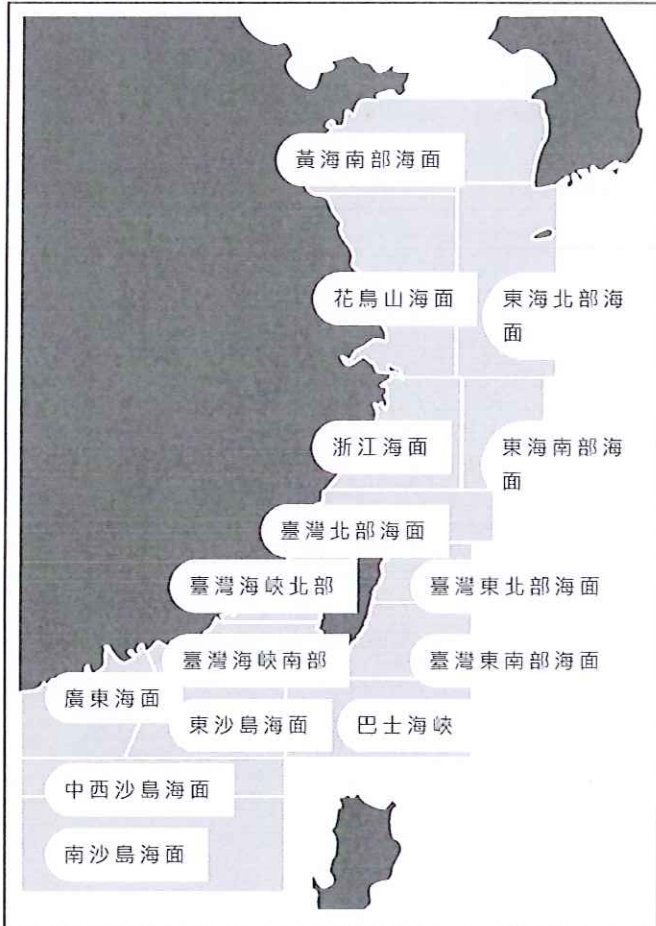 黃海南部海面
花鳥山海面
東海北部海
面
浙江海面
東海南部海
面
臺灣北部海面
臺灣海峽北部
臺灣東北部海面
臺灣海峽南部
臺灣東南部海面
廣東海面
東沙島海面
巴士海峽
中西沙島海面
南沙島海面